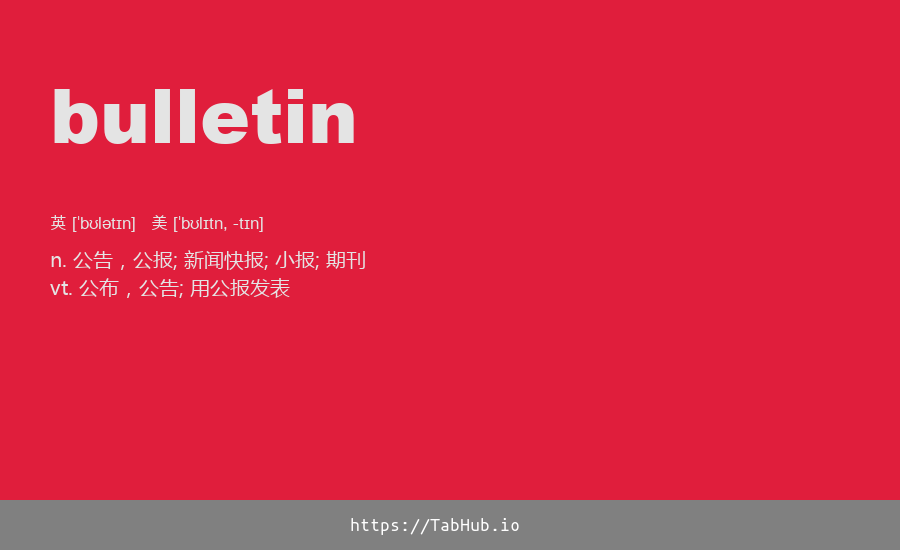 bulletin
英 [ˈbʊlətɪn]   美 [ˈbʊlɪtn, -tɪn]
n. 公告，公报; 新闻快报; 小报; 期刊
vt. 公布，公告; 用公报发表
https://TabHub.io